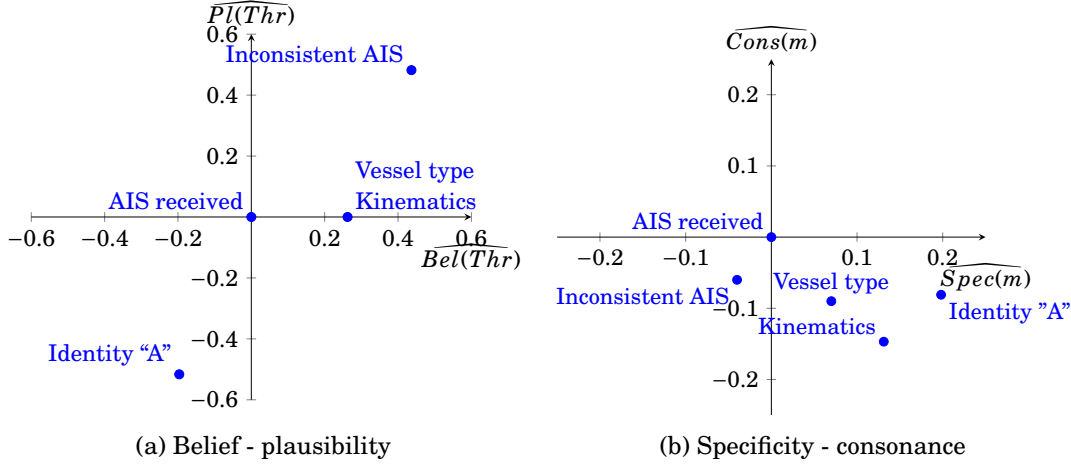 Pl(Thr)
0.6
Inconsistent AIS
0.4
0.2
Vessel type
AIS received
Kinematics
−0.6 −0.4 −0.2 0.2 0.4 0.6
Bel(Thr)
−0.2
−0.4
Identity “A”
−0.6
(a) Belief - plausibility
Cons(m)
0.2
0.1
AIS received
−0.2 −0.1 0.1 0.2
Spec(m)
Vessel type
Inconsistent AIS
−0.1
Identity ”A”
Kinematics
−0.2
(b) Specificity - consonance